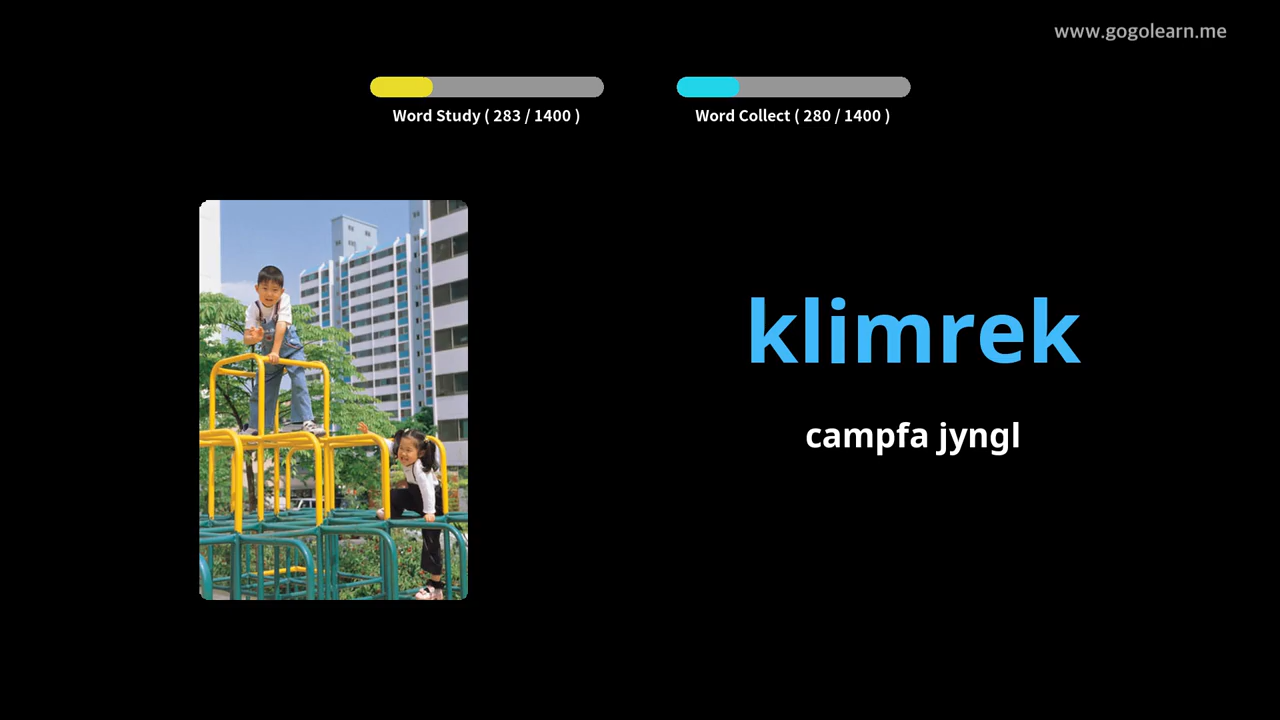 www.gogolearn.me
Word Study ( 283 / 1400 )
Word Collect ( 280 / 1400 )
klimrek
campfa jyngl